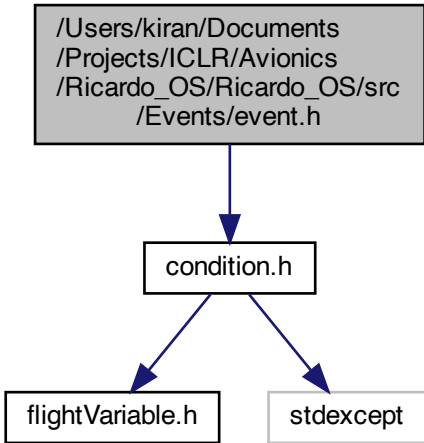 /Users/kiran/Documents
/Projects/ICLR/Avionics
/Ricardo_OS/Ricardo_OS/src
/Events/event.h
condition.h
flightVariable.h
stdexcept